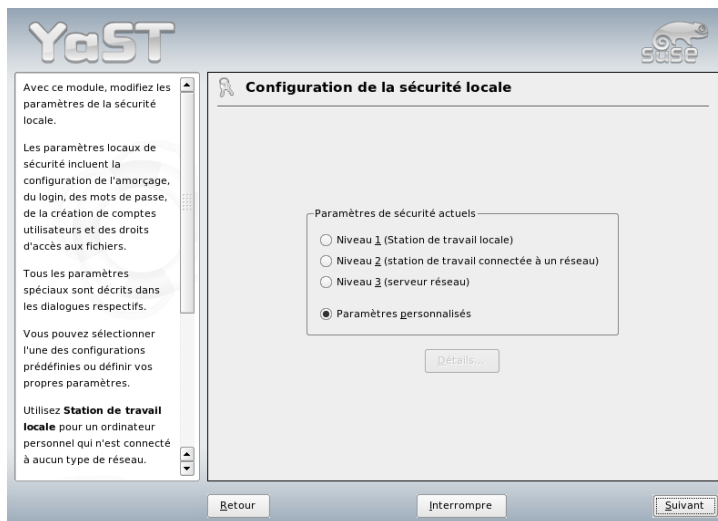 YaST
SUSE
Avec ce module, modifiez les
paramètres de la sécurité
locale.
Les paramètres locaux de
sécurité incluent la
configuration de l'amorçage,
du login, des mots de passe,
de la création de comptes
utilisateurs et des droits
d'accès aux fichiers.
Tous les paramètres
spéciaux sont décrits dans
les dialogues respectifs.
Vous pouvez sélectionner
l'une des configurations
prédéfinies ou définir vos
propres paramètres.
Utilisez Station de travail
locale pour un ordinateur
personnel qui n'est connecté
à aucun type de réseau.
Configuration de la sécurité locale
Paramètres de sécurité actuels
Niveau 1 (Station de travail locale)
Niveau 2 (station de travail connectée à un réseau)
Niveau 3 (serveur réseau)
Paramètres personnalisés
Détails...
Retour
Interrompre
Suivant